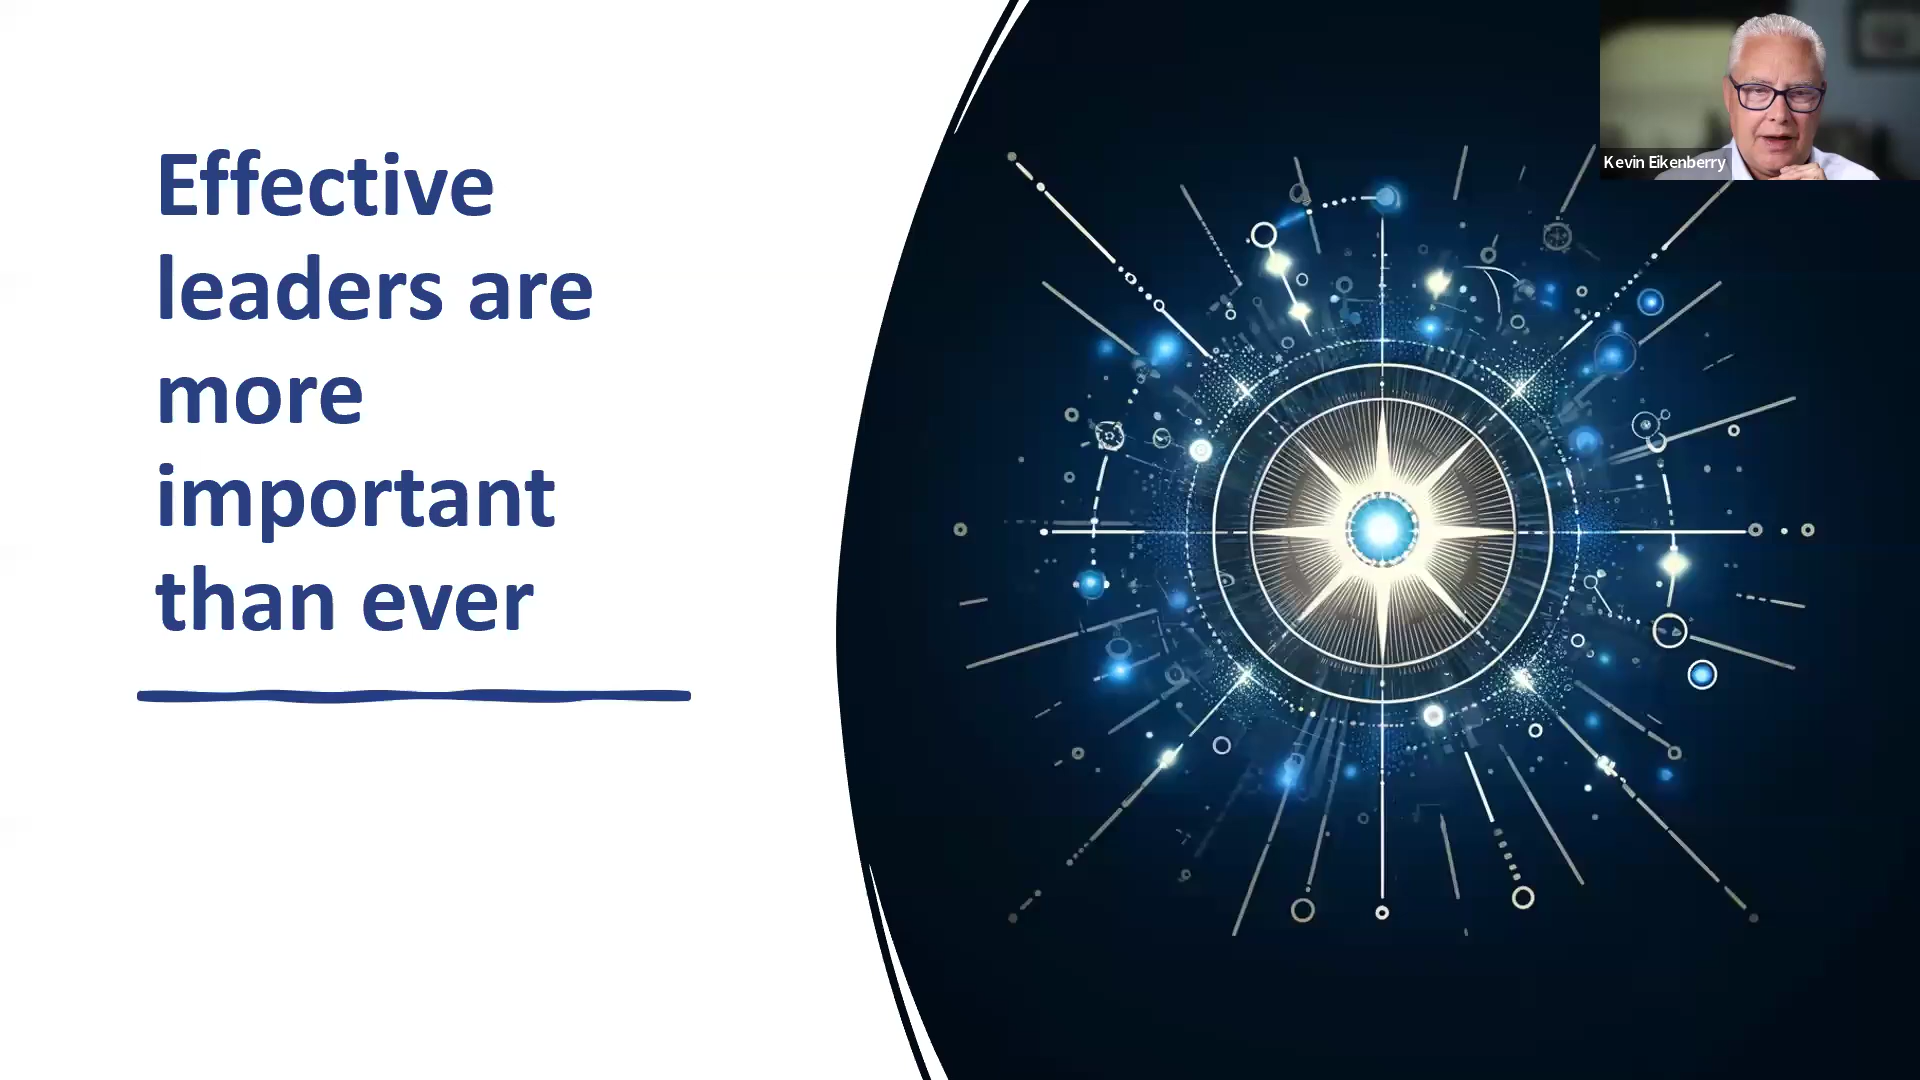 Effective
leaders are
more
important
than ever
Kevin Eikenberry